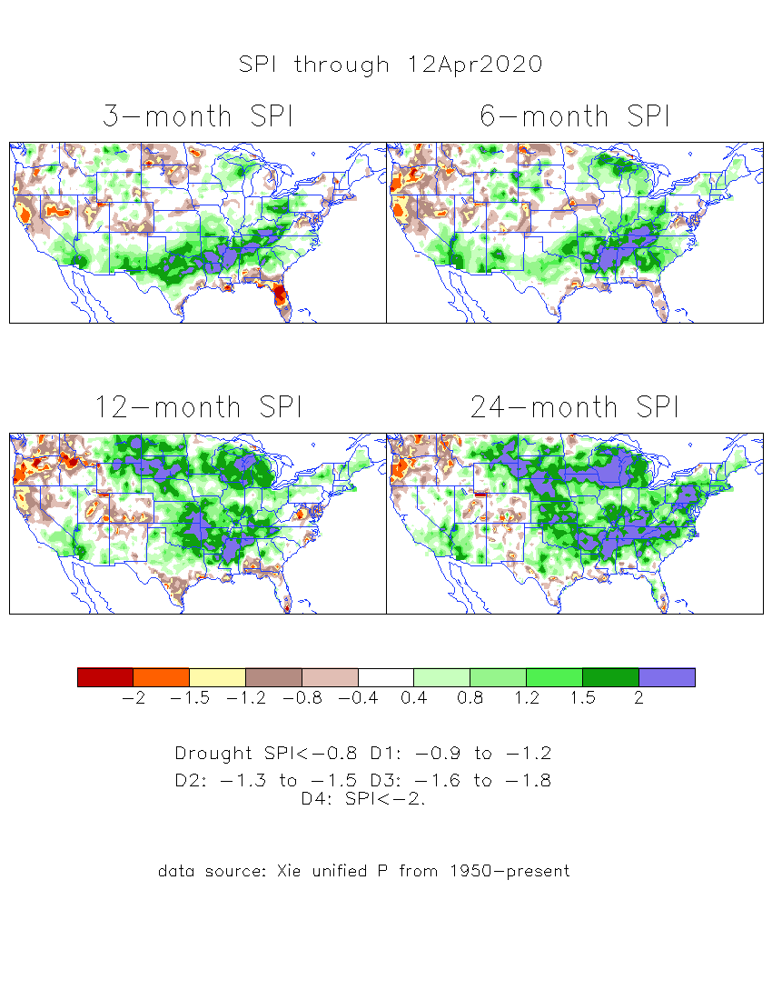 SPI through 12Apr2020
3-month SPI
6-month SPI
12-month SPI
24-month SPI
-2 -1.5 -1.2 -0.8 -0.4 0.4 0.8 1.2 1.5 2
Drought SPI<-0.8 D1: -0.9 to -1.2
D2: -1.3 to -1.5 D3: -1.6 to -1.8
D4: SPI<-2.
data source: Xie unified P from 1950-present